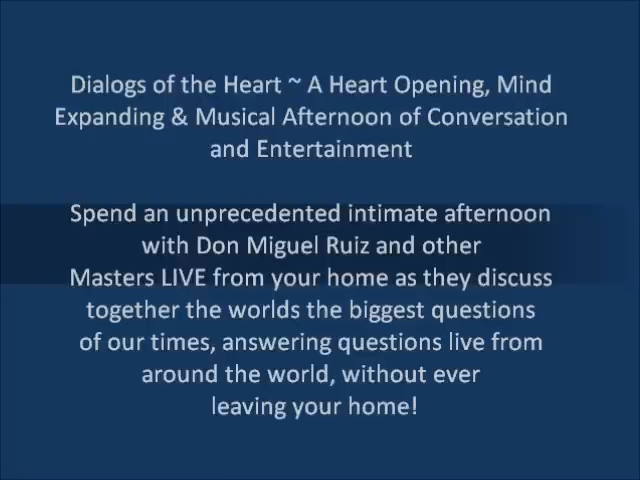 Dialogs of the Heart ~ A Heart Opening, Mind
Expanding & Musical Afternoon of Conversation
and Entertainment
Spend an unprecedented intimate afternoon
with Don Miguel Ruiz and other
Masters LIVE from your home as they discuss
together the worlds the biggest questions
of our times, answering questions live from
around the world, without ever
leaving your home!